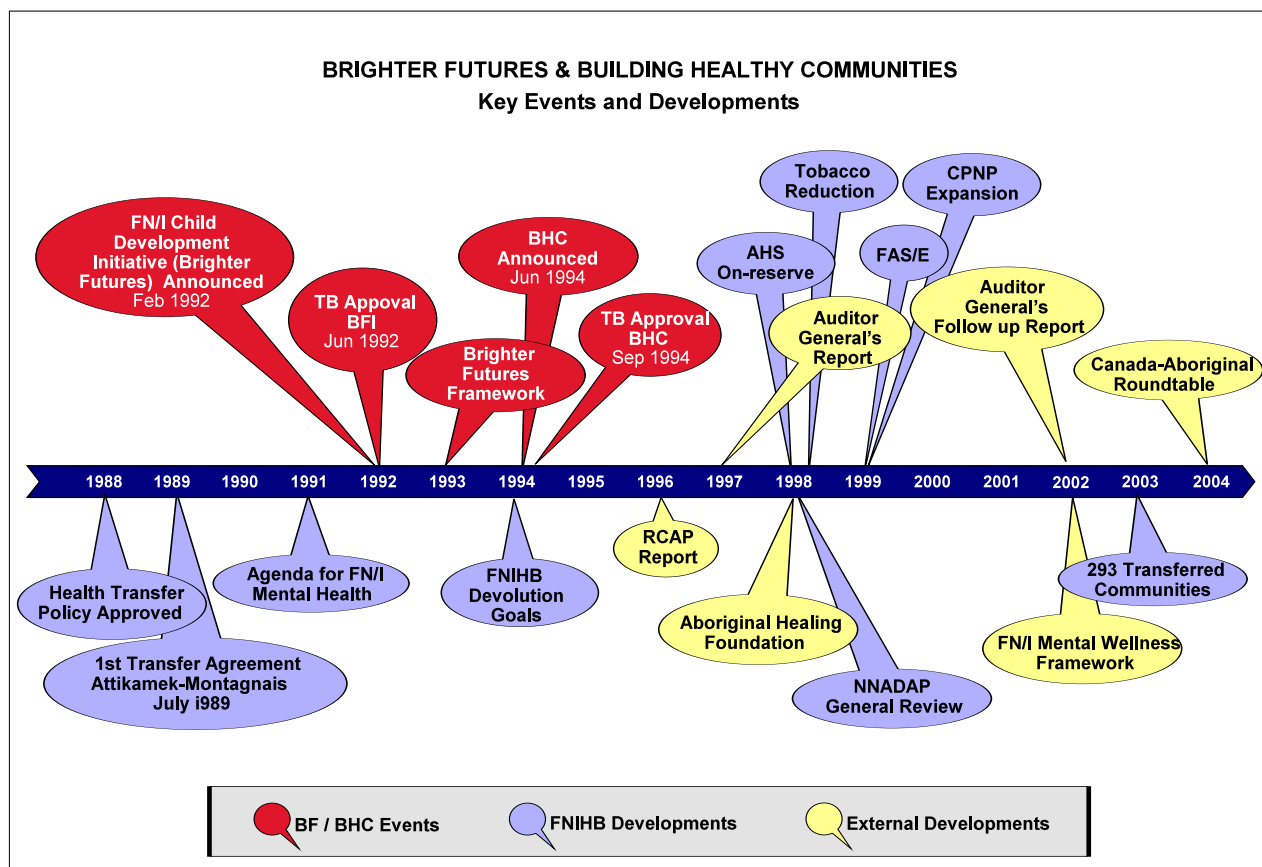 BRIGHTER FUTURES & BUILDING HEALTHY COMMUNITIES
Key Events and Developments
FN/I Child
Development
Initiative (Brighter
Futures) Announced
Feb 1992
TB Appoval
BFI
Jun 1992
Brighter
Futures
Framework
BHC
Announced
Jun 1994
TB Approval
BHC
Sep 1994
AHS
On-reserve
Tobacco
Reduction
Auditor
General's
Report
FAS/E
CPNP
Expansion
Auditor
General's
Follow up Report
Canada-Aboriginal
Roundtable
1988 1989 1990 1991 1992 1993 1994 1995 1996 1997 1998 1999 2000 2001 2002 2003 2004
Health Transfer
Policy Approved
1st Transfer Agreement
Attikamek-Montagnais
July i989
Agenda for FN/I
Mental Health
FNIHB
Devolution
Goals
RCAP
Report
Aboriginal Healing
Foundation
NNADAP
General Review
FN/I Mental Wellness
Framework
293 Transferred
Communities
BF / BHC Events
FNIHB Developments
External Developments